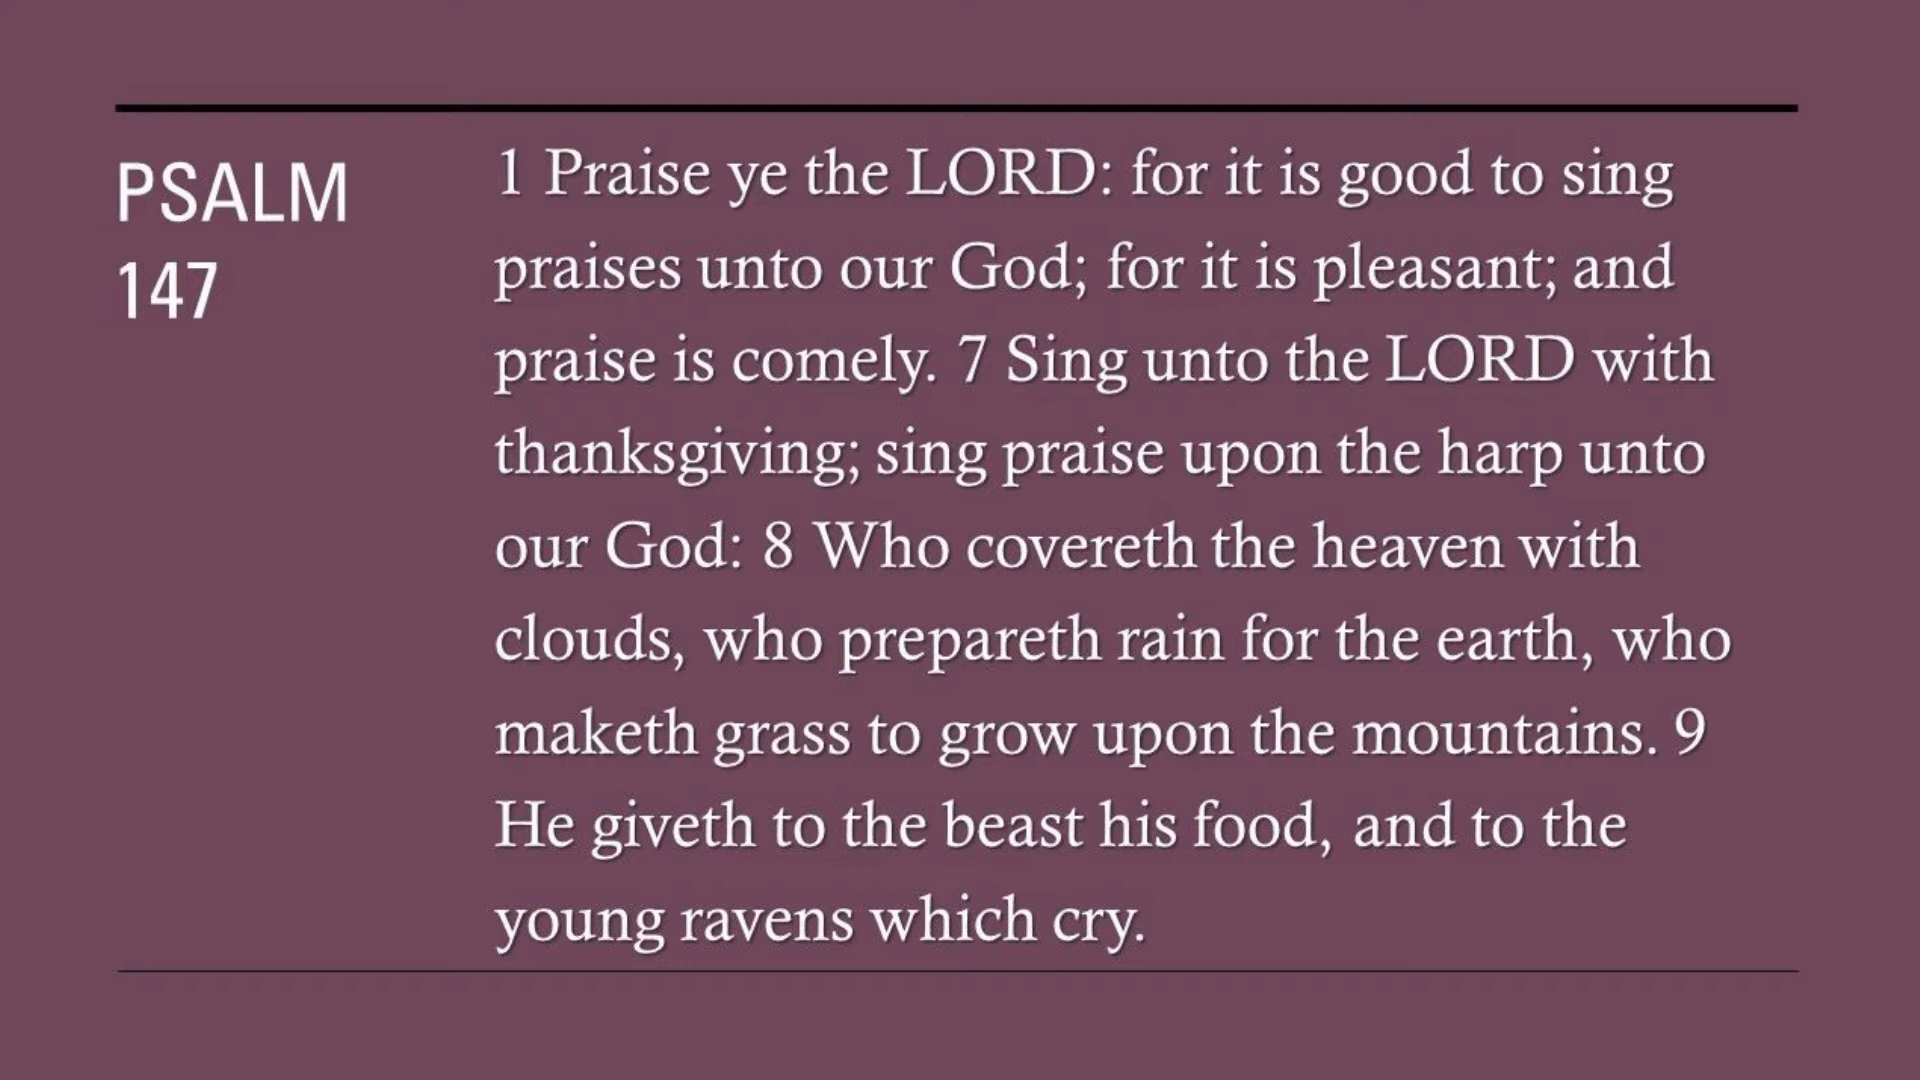 PSALM
147
1 Praise ye the LORD: for it is good to sing
praises unto our God; for it is pleasant; and
praise is comely. 7 Sing unto the LORD with
thanksgiving; sing praise upon the harp unto
our God: 8 Who covereth the heaven with
clouds, who prepareth rain for the earth, who
maketh grass to grow upon the mountains. 9
He giveth to the beast his food, and to the
young ravens which cry.